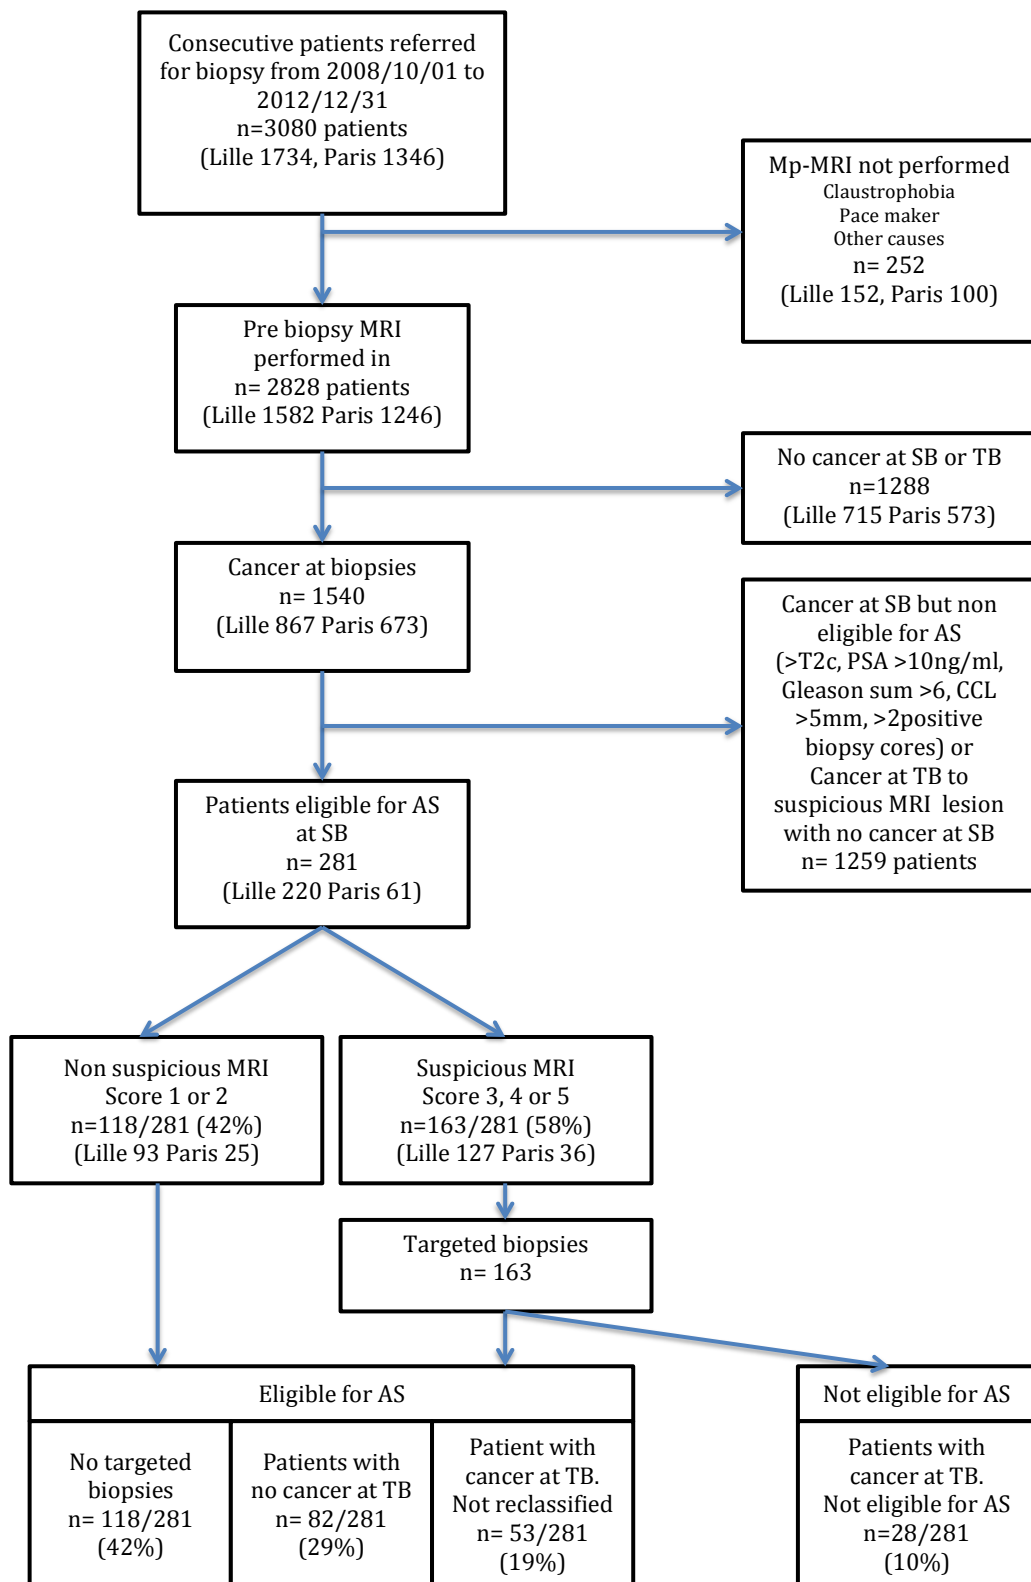 Consecutive patients referred
for biopsy from 2008/10/01 to
2012/12/31
n=3080 patients
(Lille 1734, Paris 1346)
Mp-MRI not performed
Claustrophobia
Pace maker
Other causes
n= 252
(Lille 152, Paris 100)
Pre biopsy MRI
performed in
n= 2828 patients
(Lille 1582 Paris 1246)
No cancer at SB or TB
n=1288
(Lille 715 Paris 573)
Cancer at biopsies
n= 1540
(Lille 867 Paris 673)
Cancer at SB but non
eligible for AS
(>T2c, PSA >10ng/ml,
Gleason sum >6, CCL
>5mm, >2positive
biopsy cores) or
Cancer at TB to
suspicious MRI lesion
with no cancer at SB
n= 1259 patients
Patients eligible for AS
at SB
n= 281
(Lille 220 Paris 61)
Non suspicious MRI
Score 1 or 2
n=118/281 (42%)
(Lille 93 Paris 25)
Suspicious MRI
Score 3, 4 or 5
n=163/281 (58%)
(Lille 127 Paris 36)
Targeted biopsies
n= 163
Eligible for AS
No targeted
biopsies
n= 118/281
(42%)
Patients with
no cancer at TB
n= 82/281
(29%)
Patient with
cancer at TB.
Not reclassified
n= 53/281
(19%)
Not eligible for AS
Patients with
cancer at TB.
Not eligible for AS
n=28/281
(10%)